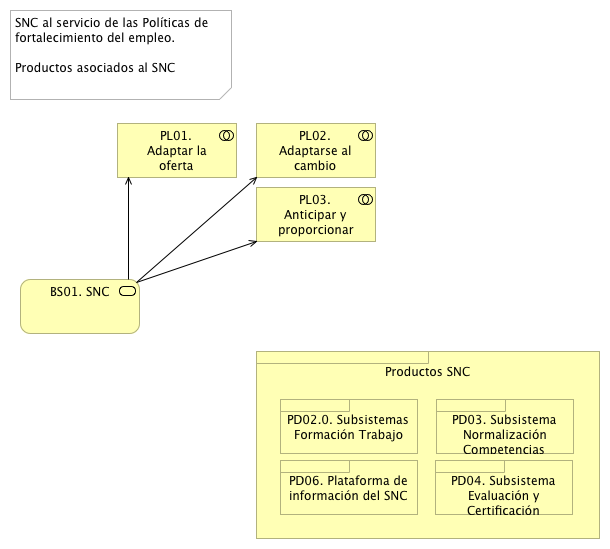 SNC al servicio de las Políticas de
fortalecimiento del empleo.
Productos asociados al SNC
PL01.
Adaptar la
oferta
PL02.
Adaptarse al
cambio
PL03.
Anticipar y
proporcionar
BS01. SNC
Productos SNC
PD02.0. Subsistemas
Formación Trabajo
PD03. Subsistema
Normalización
Competencias
PD06. Plataforma de
información del SNC
PD04. Subsistema
Evaluación y
Certificación